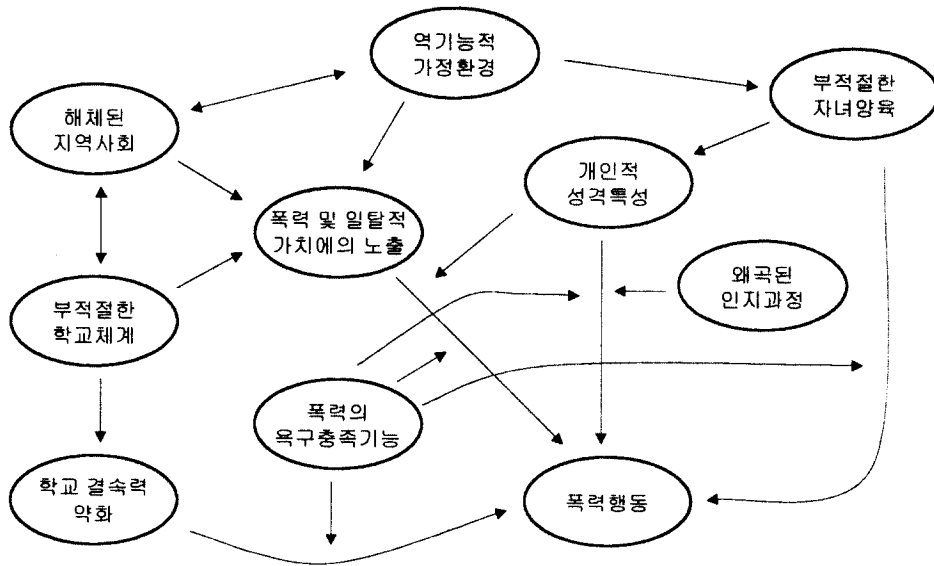 역기능적
가정환경
부적절한
자녀양육
해체된
지역사회
개인적
성격특성
폭력 및 일탈적
가치에의 노출
왜곡된
인지과정
부적절한
학교체계
폭력의
욕구충족기능
학교 결속력
약화
폭력행동